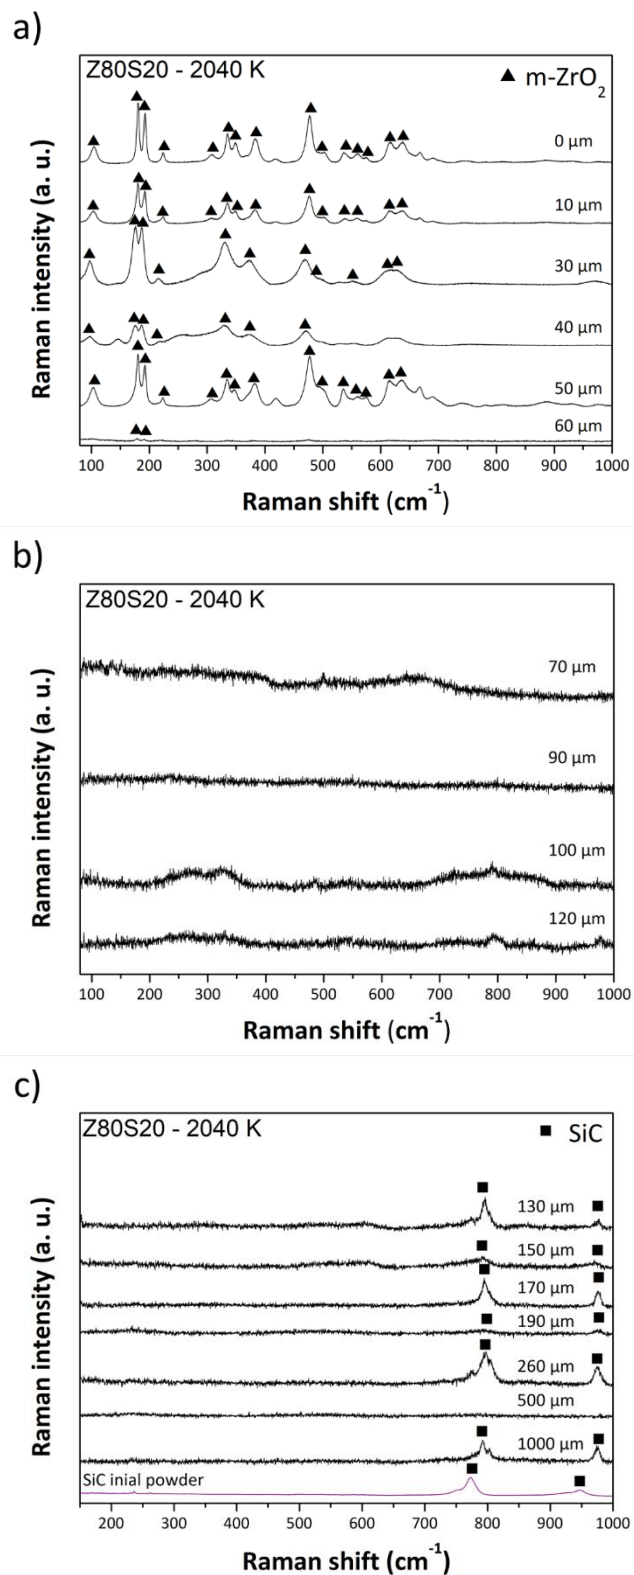 a)
Z80S20 - 2040 K
▲ m-ZrO₂
0 µm
10 µm
30 µm
40 µm
50 µm
60 µm
Raman intensity (a. u.)
100 200 300 400 500 600 700 800 900 1000
Raman shift (cm⁻¹)
b)
Z80S20 - 2040 K
70 µm
90 µm
100 µm
120 µm
Raman intensity (a. u.)
100 200 300 400 500 600 700 800 900 1000
Raman shift (cm⁻¹)
c)
Z80S20 - 2040 K
■ SiC
130 µm
150 µm
170 µm
190 µm
260 µm
500 µm
1000 µm
SiC inial powder
Raman intensity (a. u.)
200 300 400 500 600 700 800 900 1000
Raman shift (cm⁻¹)